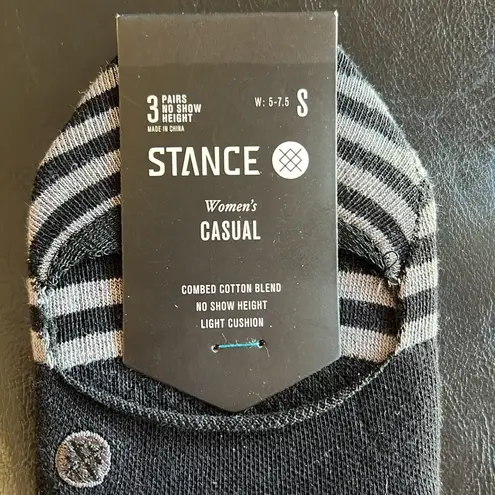 3 PAIRS
NO SHOW
HEIGHT
MADE IN CHINA
W: 5-7.5 S
STANCE
Women's
CASUAL
COMBED COTTON BLEND
NO SHOW HEIGHT
LIGHT CUSHION